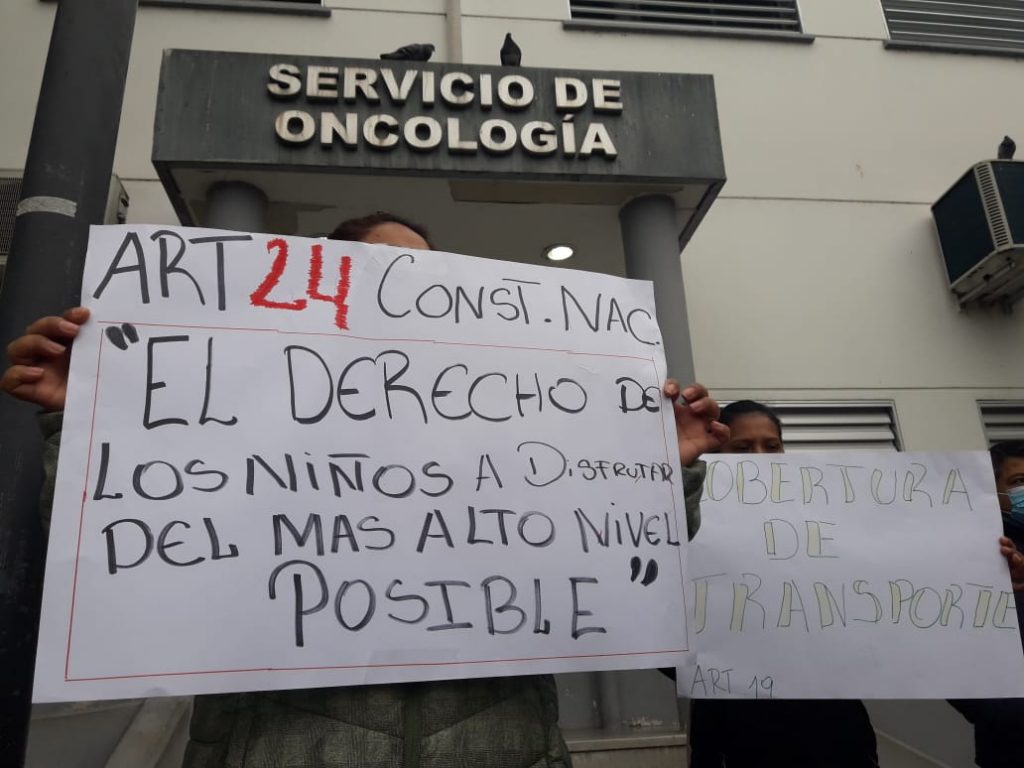 SERVICIO DE
ONCOLOGÍA
ART 24 CONST. NAC.
"EL DERECHO DE
LOS NIÑOS A DISFRUTAR
DEL MAS ALTO NIVEL
POSIBLE"
COBERTURA
DE
TRANSPORTE
ART 19